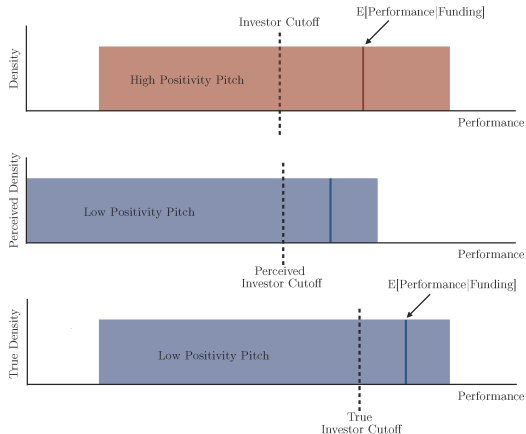 E[Performance|Funding]
Investor Cutoff
Density
High Positivity Pitch
Performance
Perceived Density
Low Positivity Pitch
Performance
Perceived
Investor Cutoff
E[Performance|Funding]
True Density
Low Positivity Pitch
Performance
True
Investor Cutoff